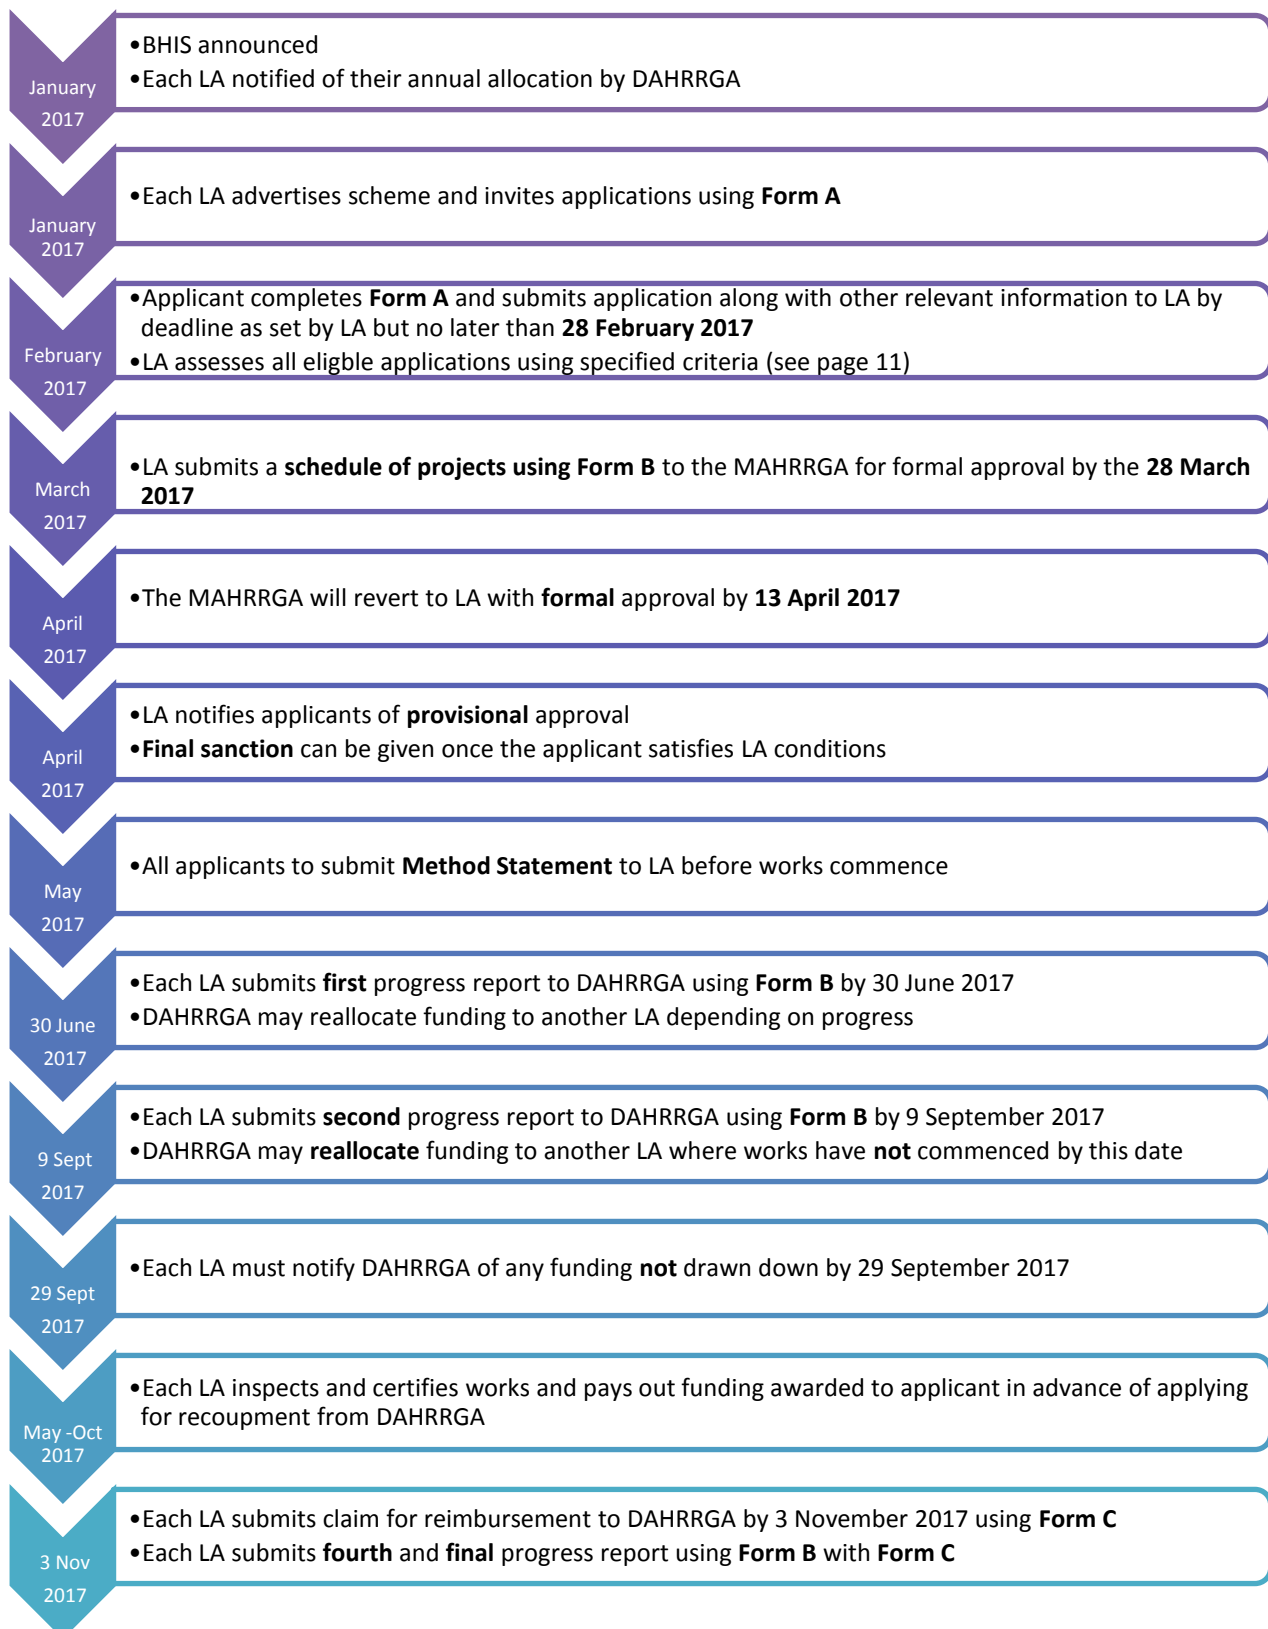 •BHIS announced
•Each LA notified of their annual allocation by DAHRRGA
January
2017
•Each LA advertises scheme and invites applications using Form A
January
2017
•Applicant completes Form A and submits application along with other relevant information to LA by
deadline as set by LA but no later than 28 February 2017
•LA assesses all eligble applications using specified criteria (see page 11)
February
2017
•LA submits a schedule of projects using Form B to the MAHRRGA for formal approval by the 28 March
2017
March
2017
•The MAHRRGA will revert to LA with formal approval by 13 April 2017
April
2017
•LA notifies applicants of provisional approval
•Final sanction can be given once the applicant satisfies LA conditions
April
2017
•All applicants to submit Method Statement to LA before works commence
May
2017
•Each LA submits first progress report to DAHRRGA using Form B by 30 June 2017
•DAHRRGA may reallocate funding to another LA depending on progress
30 June
2017
•Each LA submits second progress report to DAHRRGA using Form B by 9 September 2017
•DAHRRGA may reallocate funding to another LA where works have not commenced by this date
9 Sept
2017
•Each LA must notify DAHRRGA of any funding not drawn down by 29 September 2017
29 Sept
2017
•Each LA inspects and certifies works and pays out funding awarded to applicant in advance of applying
for recoupment from DAHRRGA
May -Oct
2017
•Each LA submits claim for reimbursement to DAHRRGA by 3 November 2017 using Form C
•Each LA submits fourth and final progress report using Form B with Form C
3 Nov
2017